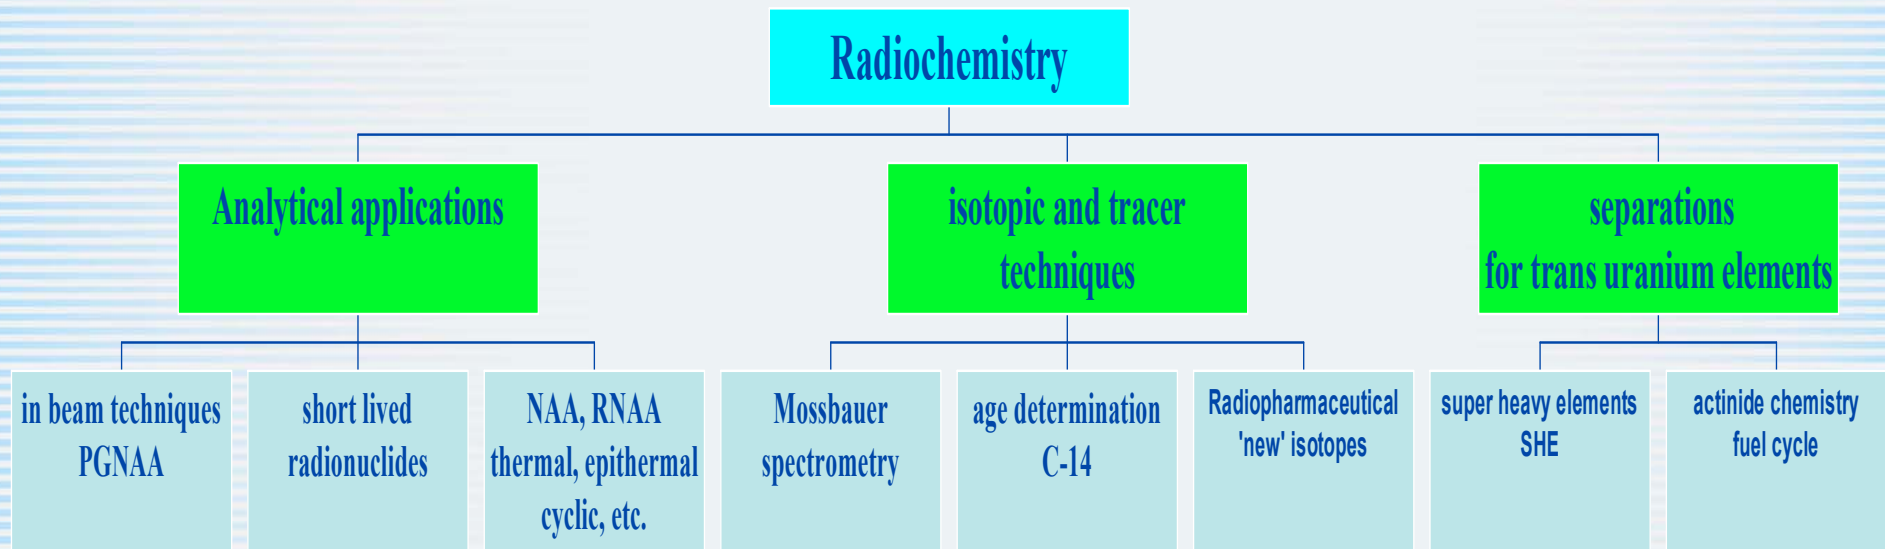 Radiochemistry
Analytical applications
isotopic and tracer
techniques
separations
for trans uranium elements
in beam techniques
PGNAA
short lived
radionuclides
NAA, RNAA
thermal, epithermal
cyclic, etc.
Mossbauer
spectrometry
age determination
C-14
Radiopharmaceutical
'new' isotopes
super heavy elements
SHE
actinide chemistry
fuel cycle